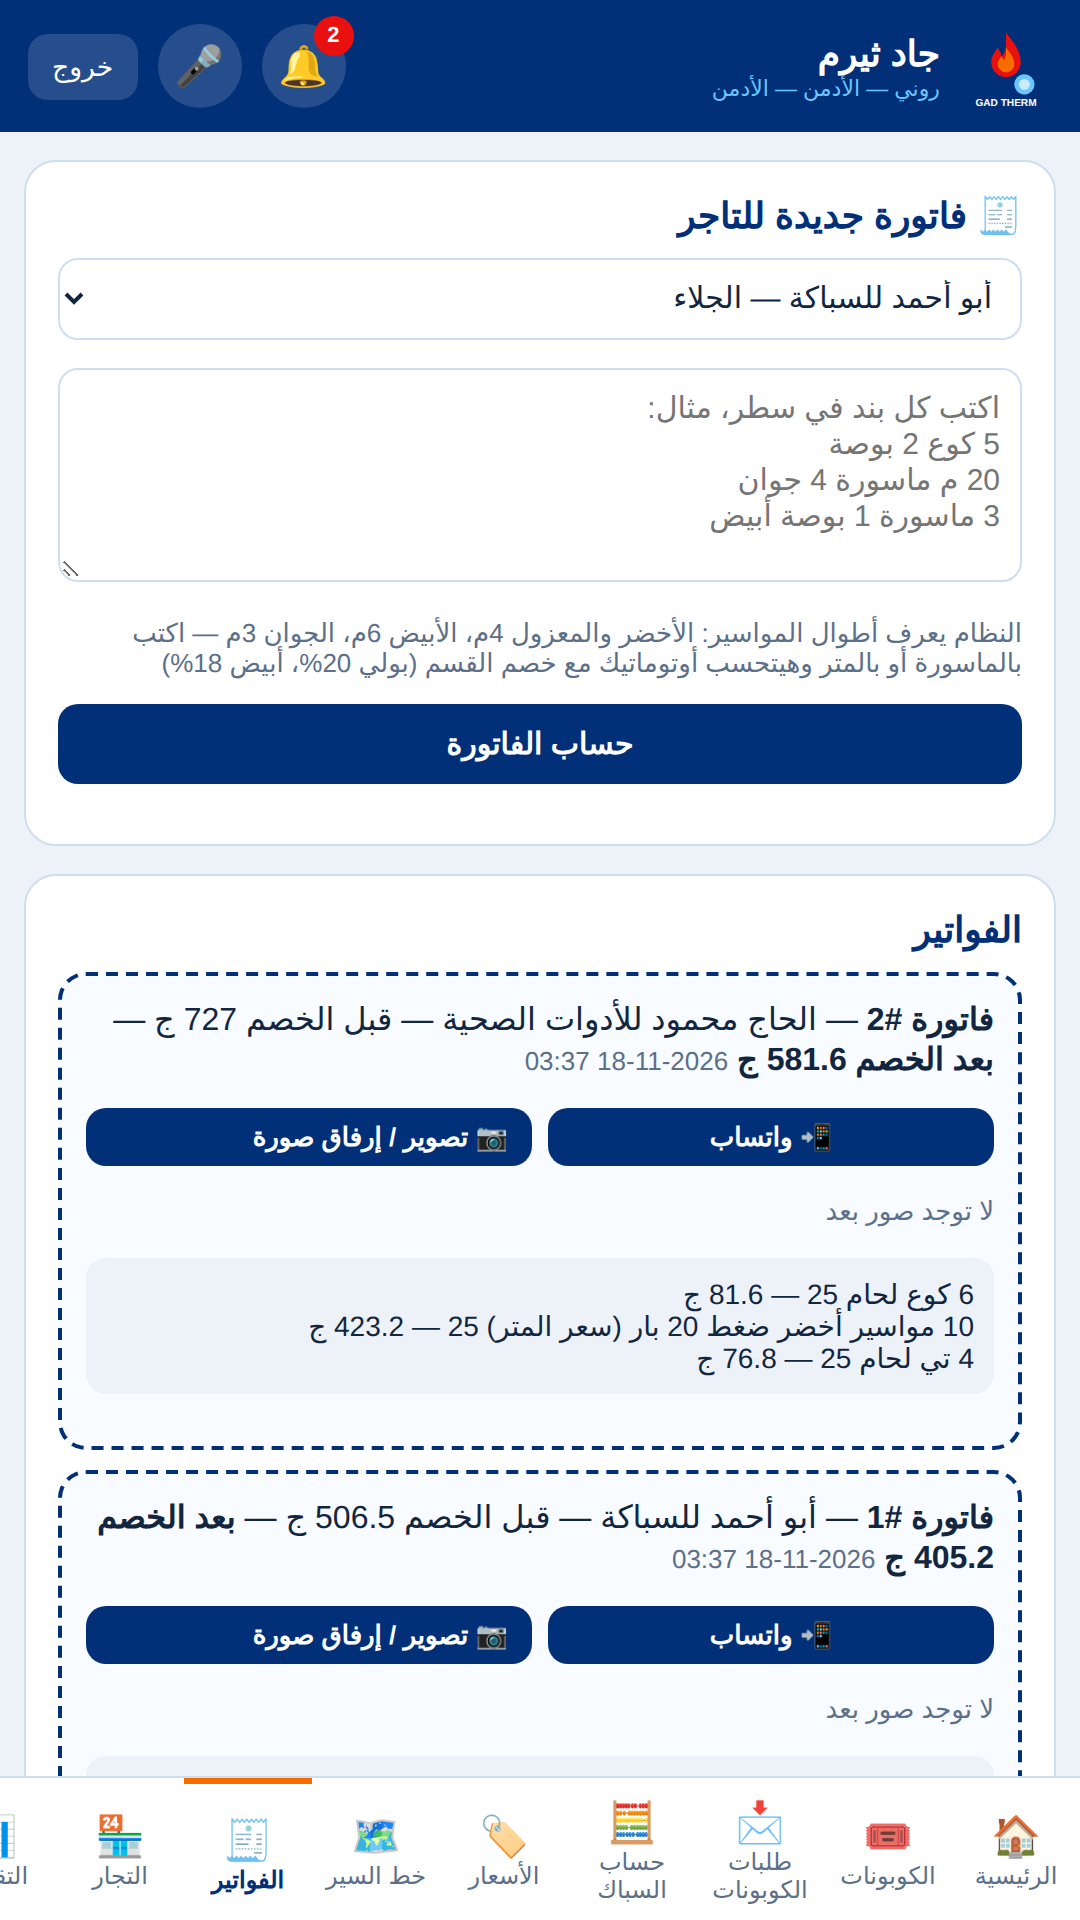 GAD THERM
جاد ثيرم
روني — الأدمن — الأدمن
2
خروج
فاتورة جديدة للتاجر
أبو أحمد للسباكة — الجلاء
اكتب كل بند في سطر، مثال:
5 كوع 2 بوصة
20 م ماسورة 4 جوان
3 ماسورة 1 بوصة أبيض
النظام يعرف أطوال المواسير: الأخضر والمعزول 4م، الأبيض 6م، الجوان 3م — اكتب
بالماسورة أو بالمتر وهيتحسب أوتوماتيك مع خصم القسم (بولي 20%، أبيض 18%)
حساب الفاتورة
الفواتير
فاتورة #2 — الحاج محمود للأدوات الصحية — قبل الخصم 727 ج —
بعد الخصم 581.6 ج 2026-11-18 03:37
واتساب
تصوير / إرفاق صورة
لا توجد صور بعد
6 كوع لحام 25 — 81.6 ج
10 مواسير أخضر ضغط 20 بار (سعر المتر) 25 — 423.2 ج
4 تي لحام 25 — 76.8 ج
فاتورة #1 — أبو أحمد للسباكة — قبل الخصم 506.5 ج — بعد الخصم
405.2 ج 2026-11-18 03:37
واتساب
تصوير / إرفاق صورة
لا توجد صور بعد
الرئيسية
الكوبونات
طلبات
الكوبونات
حساب
السباك
الأسعار
خط السير
الفواتير
24
التجار